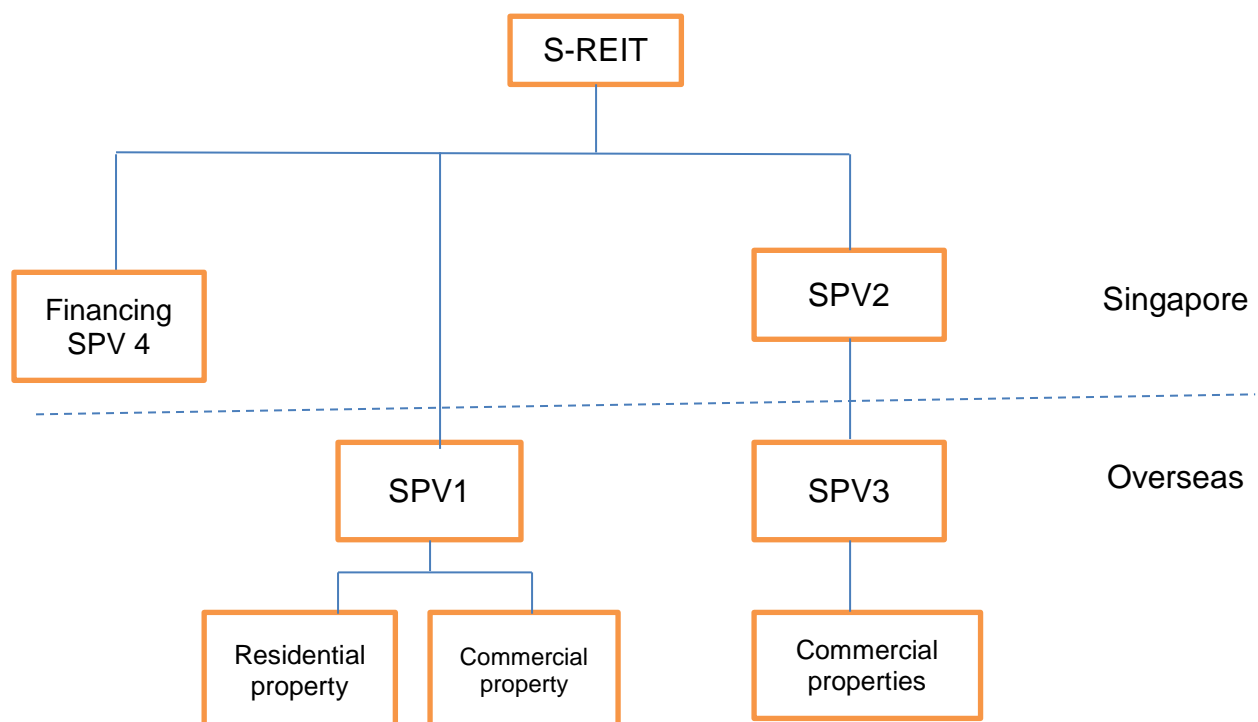 S-REIT
Financing
SPV 4
SPV2
Singapore
SPV1
SPV3
Overseas
Residential
property
Commercial
property
Commercial
properties